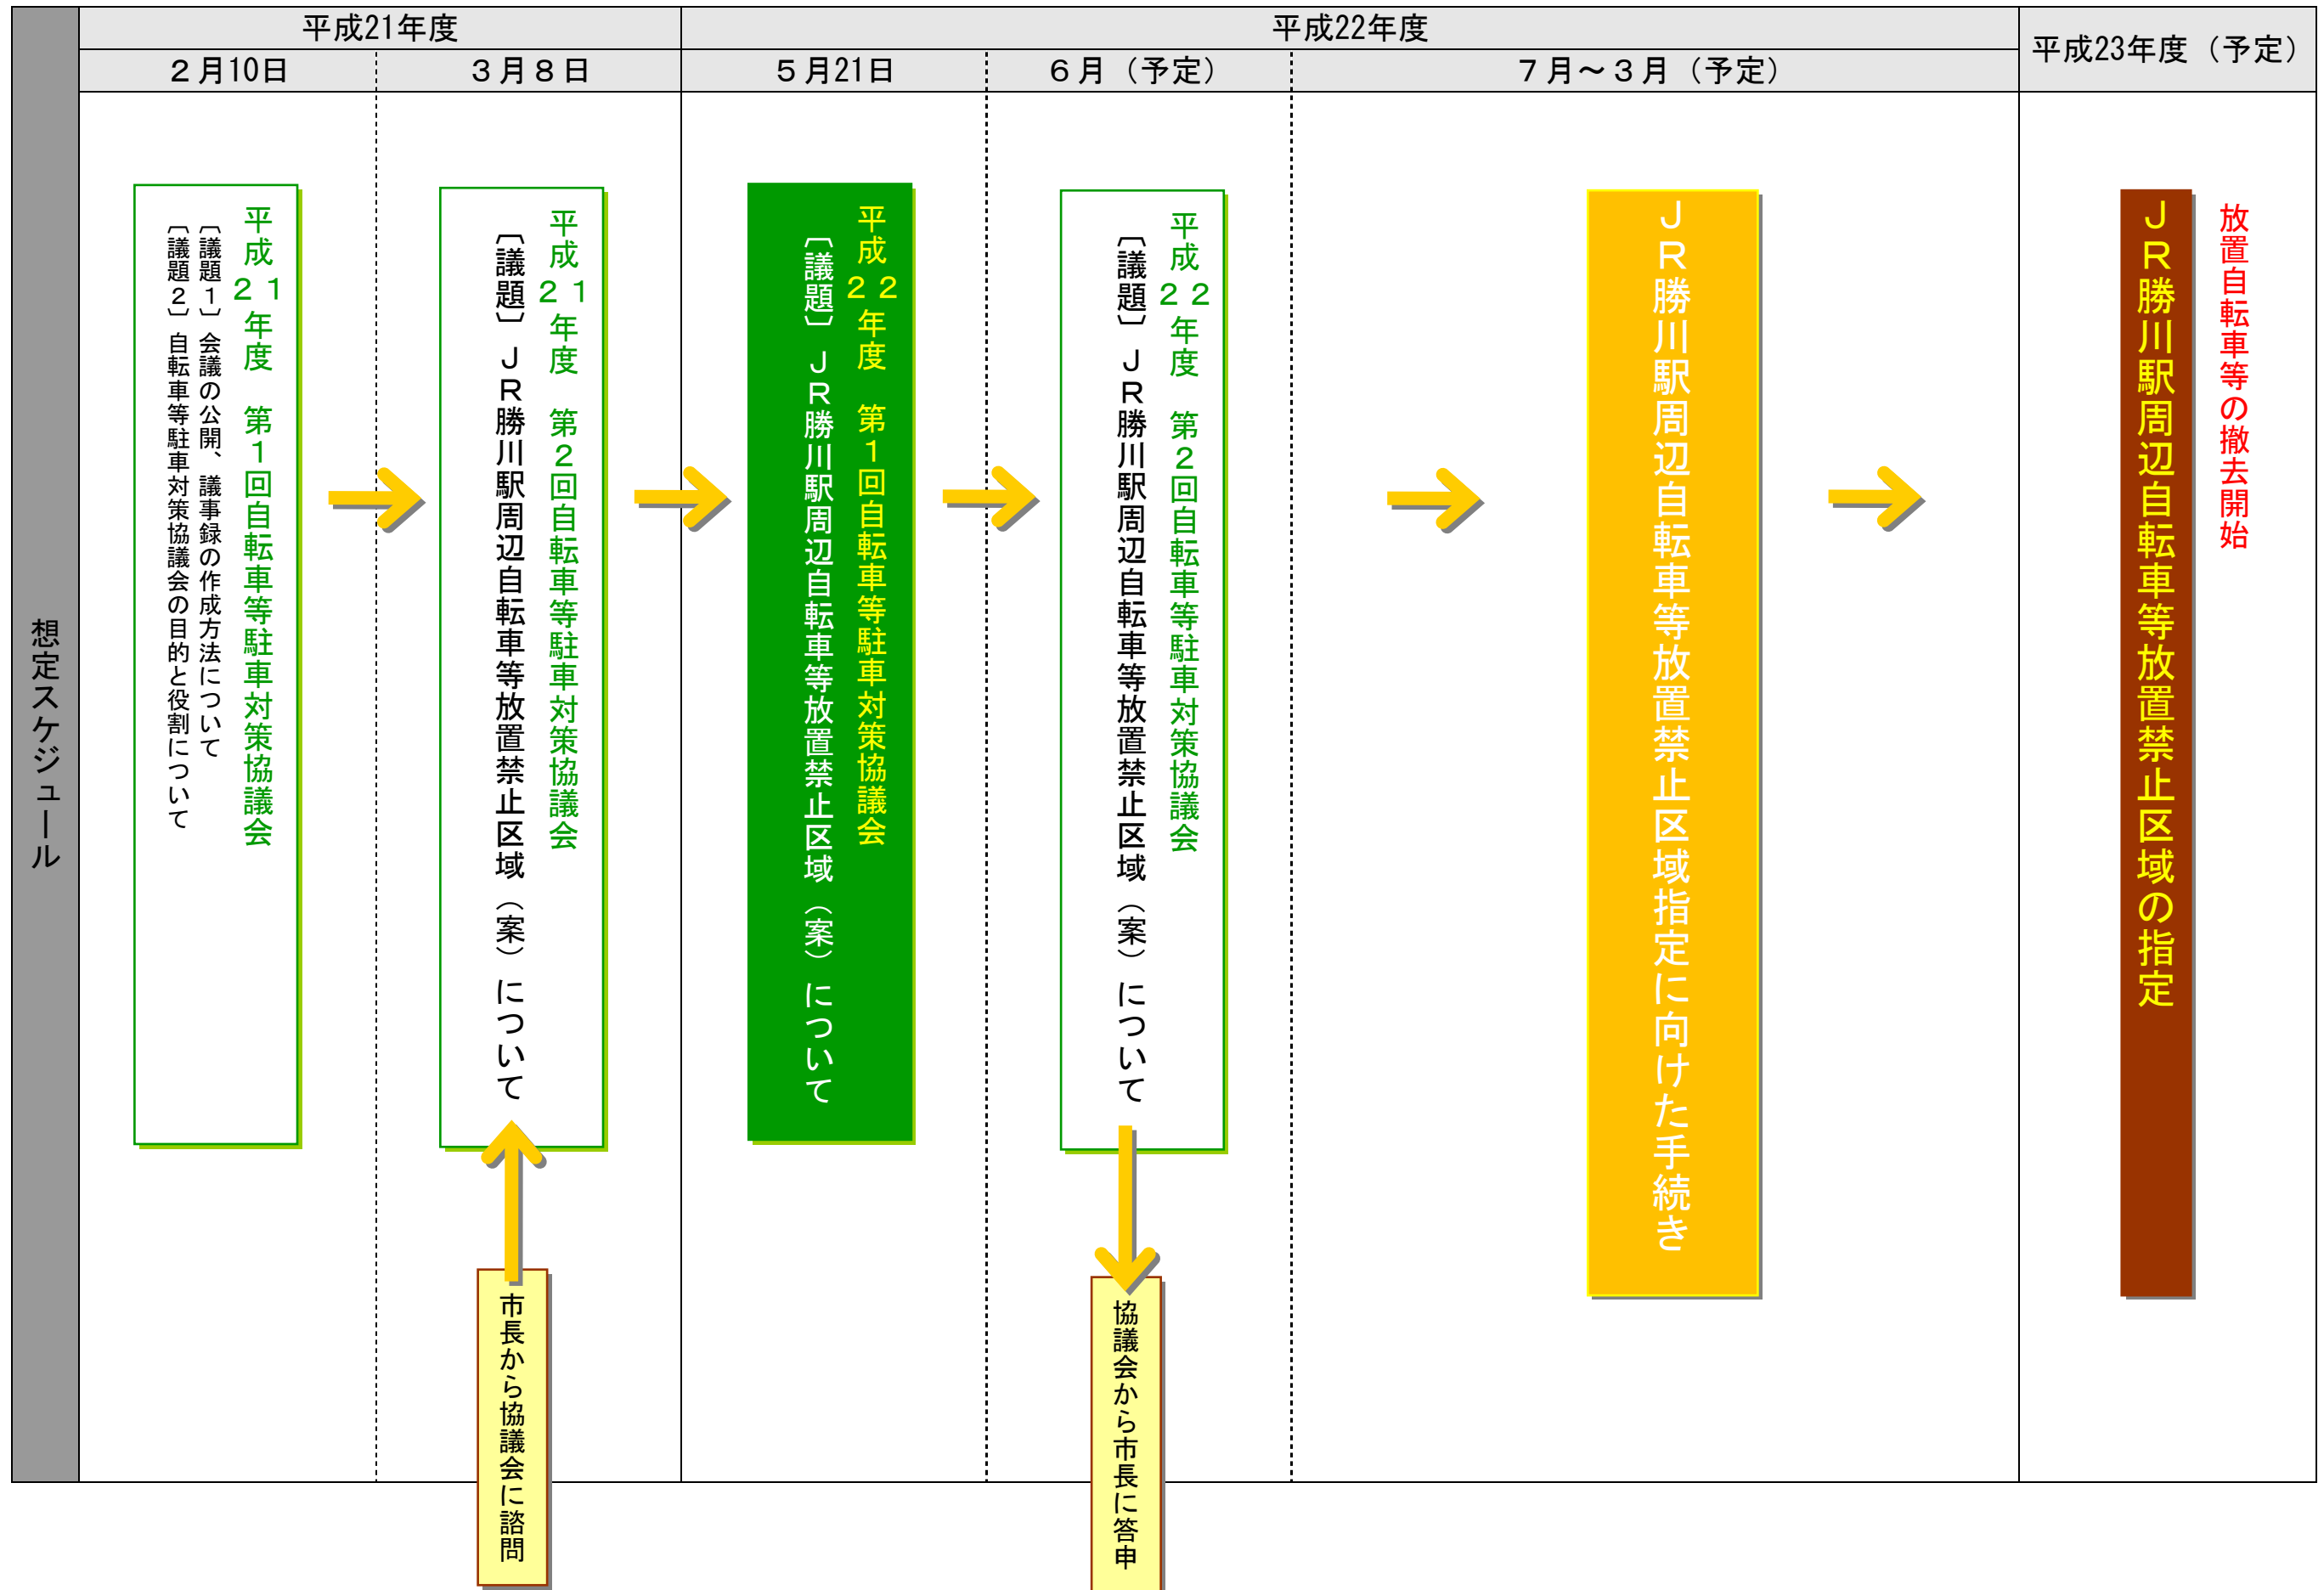 想定スケジュール
平成21年度
平成22年度
平成23年度（予定）
２月10日
３月８日
５月21日
６月（予定）
７月～３月（予定）
平成２１年度　第１回自転車等駐車対策協議会
〔議題１〕会議の公開、議事録の作成方法について
〔議題２〕自転車等駐車対策協議会の目的と役割について
平成２１年度　第２回自転車等駐車対策協議会
〔議題〕ＪＲ勝川駅周辺自転車等放置禁止区域（案）について
市長から協議会に諮問
平成２２年度　第１回自転車等駐車対策協議会
〔議題〕ＪＲ勝川駅周辺自転車等放置禁止区域（案）について
平成２２年度　第２回自転車等駐車対策協議会
〔議題〕ＪＲ勝川駅周辺自転車等放置禁止区域（案）について
協議会から市長に答申
ＪＲ勝川駅周辺自転車等放置禁止区域指定に向けた手続き
放置自転車等の撤去開始
ＪＲ勝川駅周辺自転車等放置禁止区域の指定